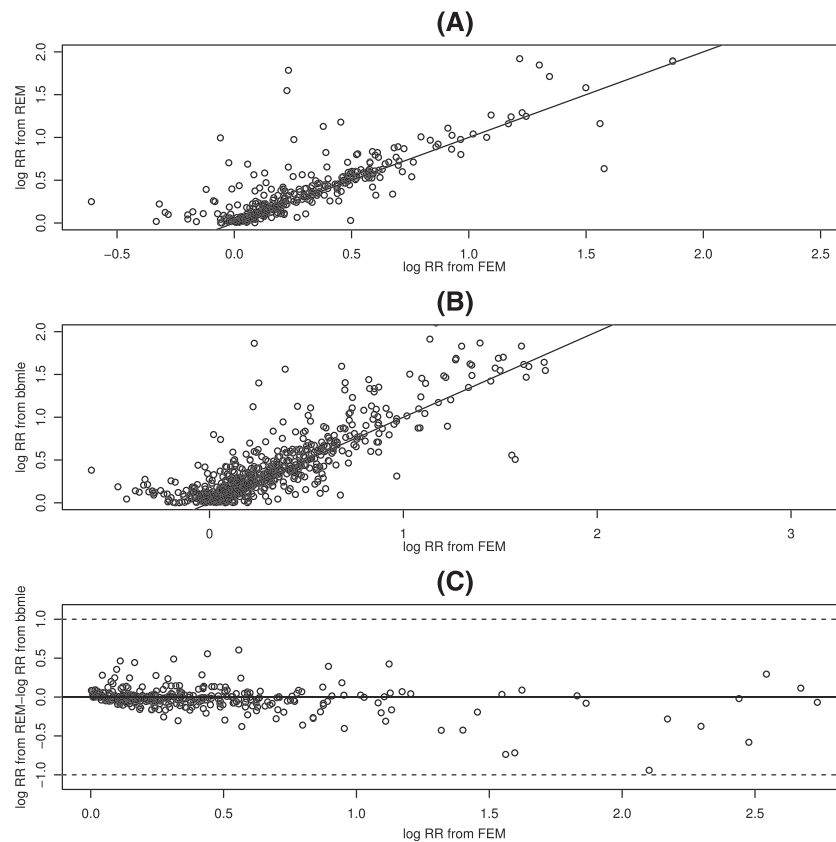 (A)
log RR from REM
2.0
1.5
1.0
0.5
0.0
−0.5 0.0 0.5 1.0 1.5 2.0 2.5
log RR from FEM
(B)
log RR from bbmle
2.0
1.5
1.0
0.5
0.0
0 1 2 3
log RR from FEM
(C)
log RR from REM−log RR from bbmle
1.0
0.5
0.0
−0.5
−1.0
0.0 0.5 1.0 1.5 2.0 2.5
log RR from FEM